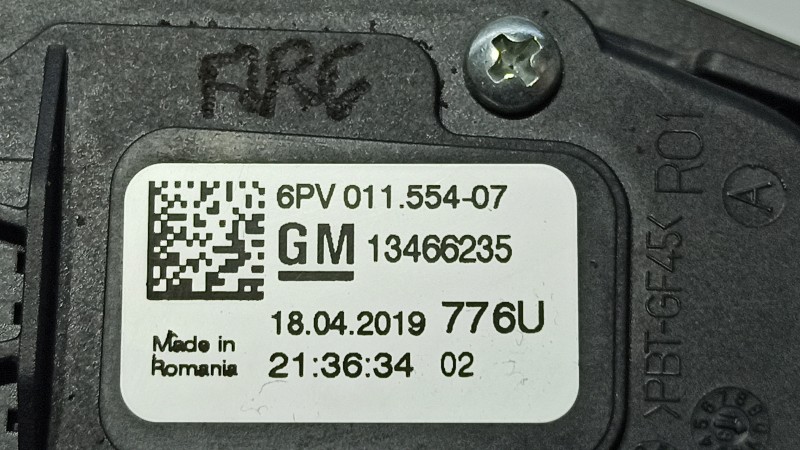 ARG
6PV 011.554-07
GM 13466235
18.04.2019 776U
Made in
Romania
21:36:34 02
>PBT-GF45< R01
A